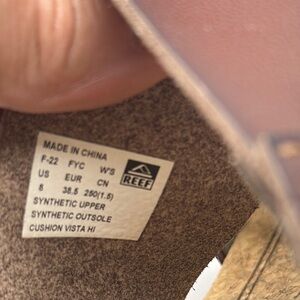 MADE IN CHINA
F-22 FYC W'S
US EUR CN
8 38.5 250(1.5)
SYNTHETIC UPPER
SYNTHETIC OUTSOLE
CUSHION VISTA HI
REEF